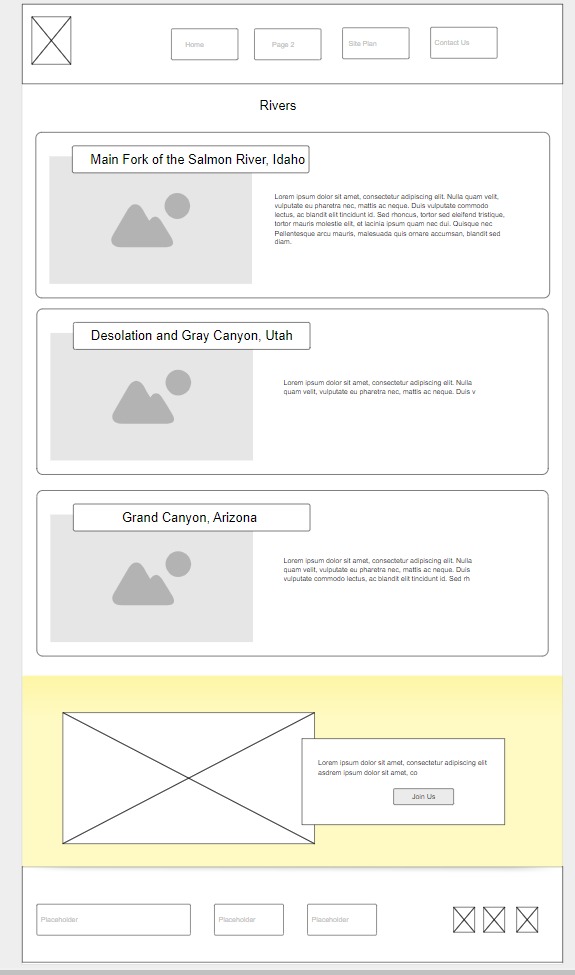 Home
Page 2
Site Plan
Contact Us
Rivers
Main Fork of the Salmon River, Idaho
Lorem ipsum dolor sit amet, consectetur adipiscing elit. Nulla quam velit,
vulputate eu pharetra nec, mattis ac neque. Duis vulputate commodo
lectus, ac blandit elit tincidunt id. Sed rhoncus, tortor sed eleifend tristique,
tortor mauris molestie elit, et lacinia ipsum quam nec dui. Quisque nec
Pellentesque arcu mauris, malesuada quis ornare accumsan, blandit sed
diam.
Desolation and Gray Canyon, Utah
Lorem ipsum dolor sit amet, consectetur adipiscing elit. Nulla
quam velit, vulputate eu pharetra nec, mattis ac neque. Duis v
Grand Canyon, Arizona
Lorem ipsum dolor sit amet, consectetur adipiscing elit. Nulla
quam velit, vulputate eu pharetra nec, mattis ac neque. Duis
vulputate commodo lectus, ac blandit elit tincidunt id. Sed rh
Lorem ipsum dolor sit amet, consectetur adipiscing elit
asdrem ipsum dolor sit amet, co
Join Us
Placeholder
Placeholder
Placeholder